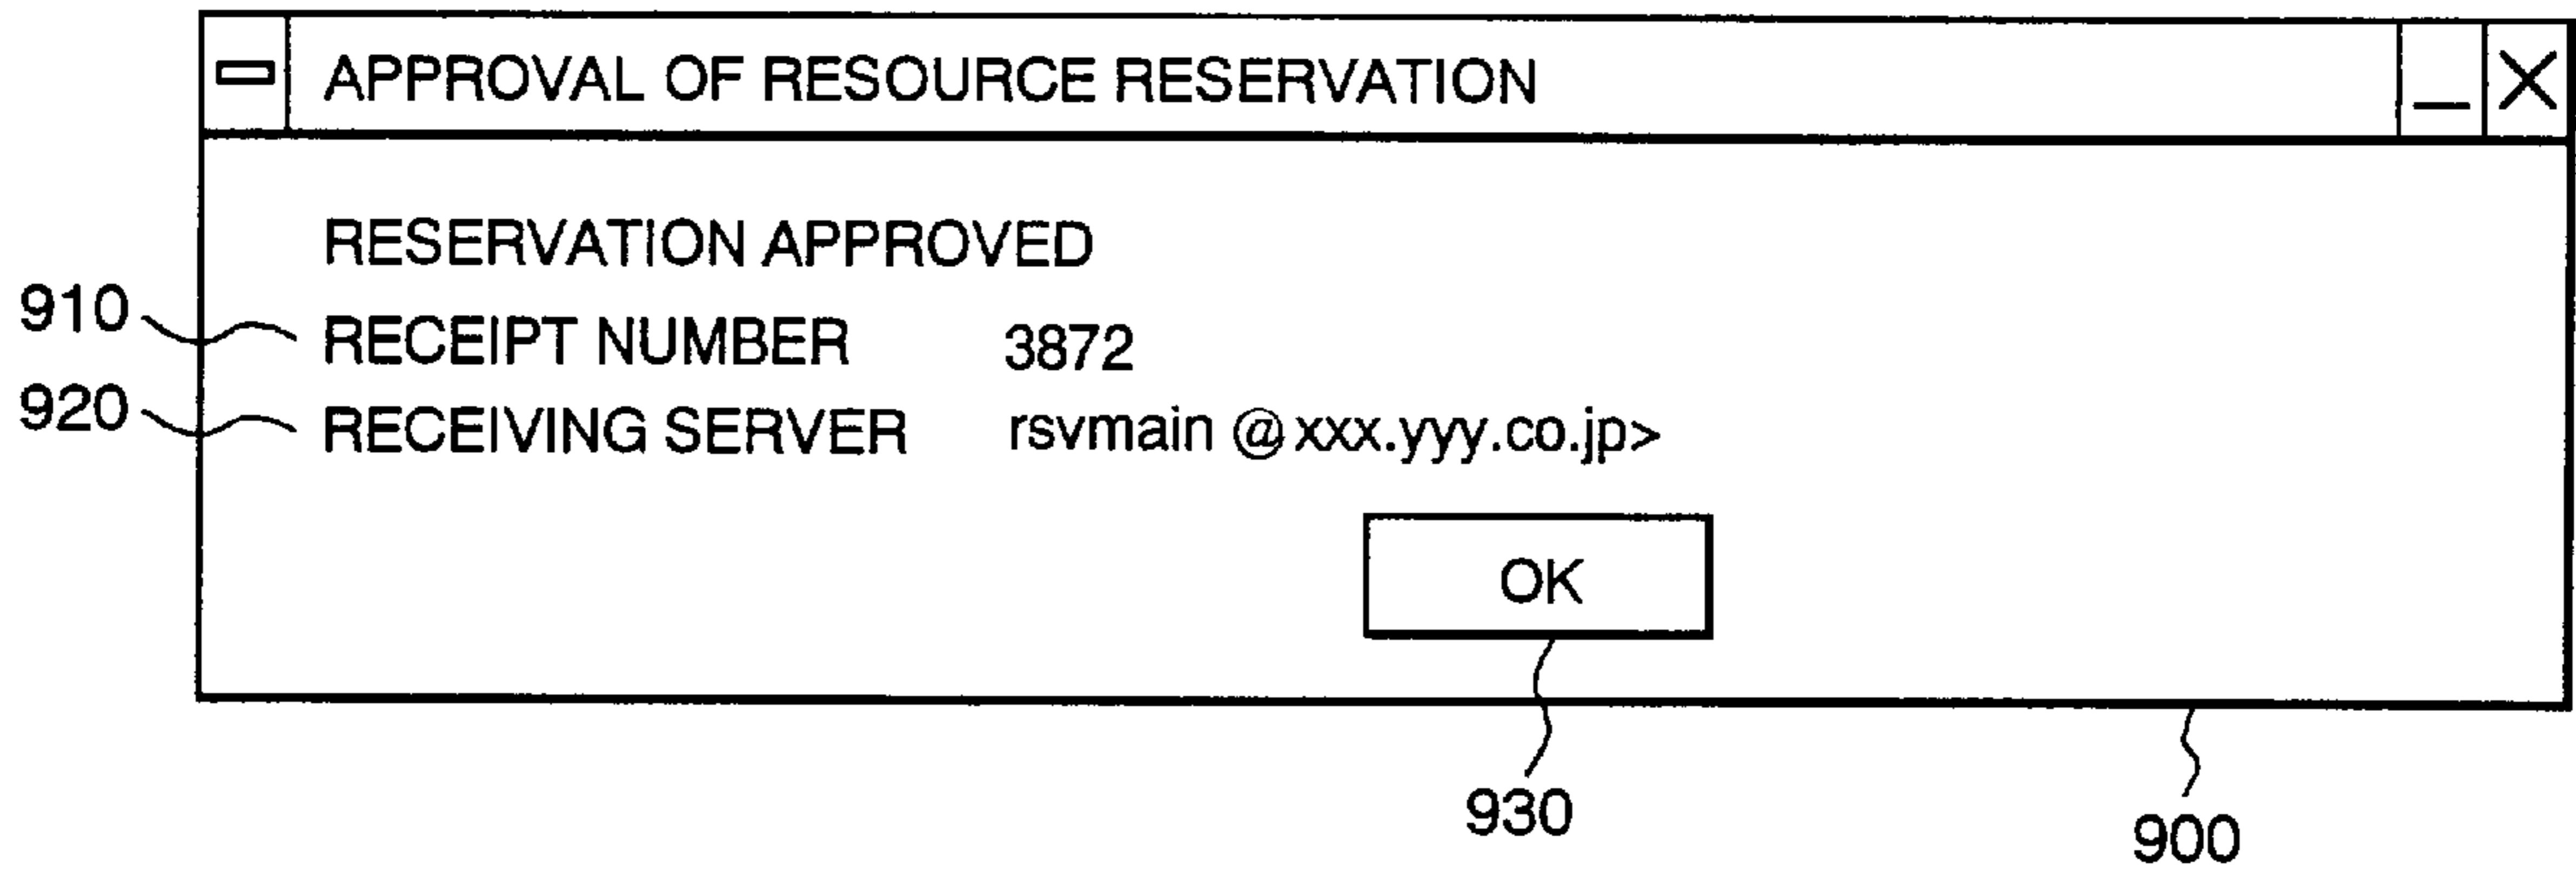 APPROVAL OF RESOURCE RESERVATION
RESERVATION APPROVED
910 RECEIPT NUMBER 3872
920 RECEIVING SERVER rsvmain @xxx.yyy.co.jp>
OK
930
900